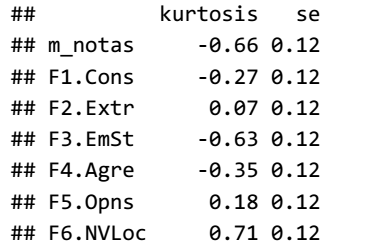 ##          kurtosis   se
## m_notas     -0.66 0.12
## F1.Cons     -0.27 0.12
## F2.Extr      0.07 0.12
## F3.EmSt     -0.63 0.12
## F4.Agre     -0.35 0.12
## F5.Opns      0.18 0.12
## F6.NVLoc     0.71 0.12